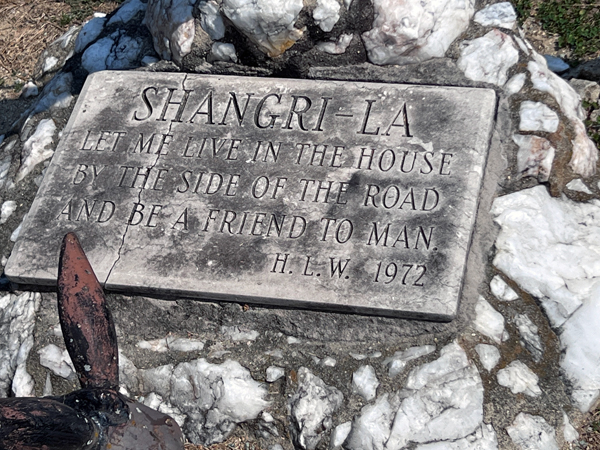 SHANGRI-LA
LET ME LIVE IN THE HOUSE
BY THE SIDE OF THE ROAD
AND BE A FRIEND TO MAN.
H. L. W. 1972